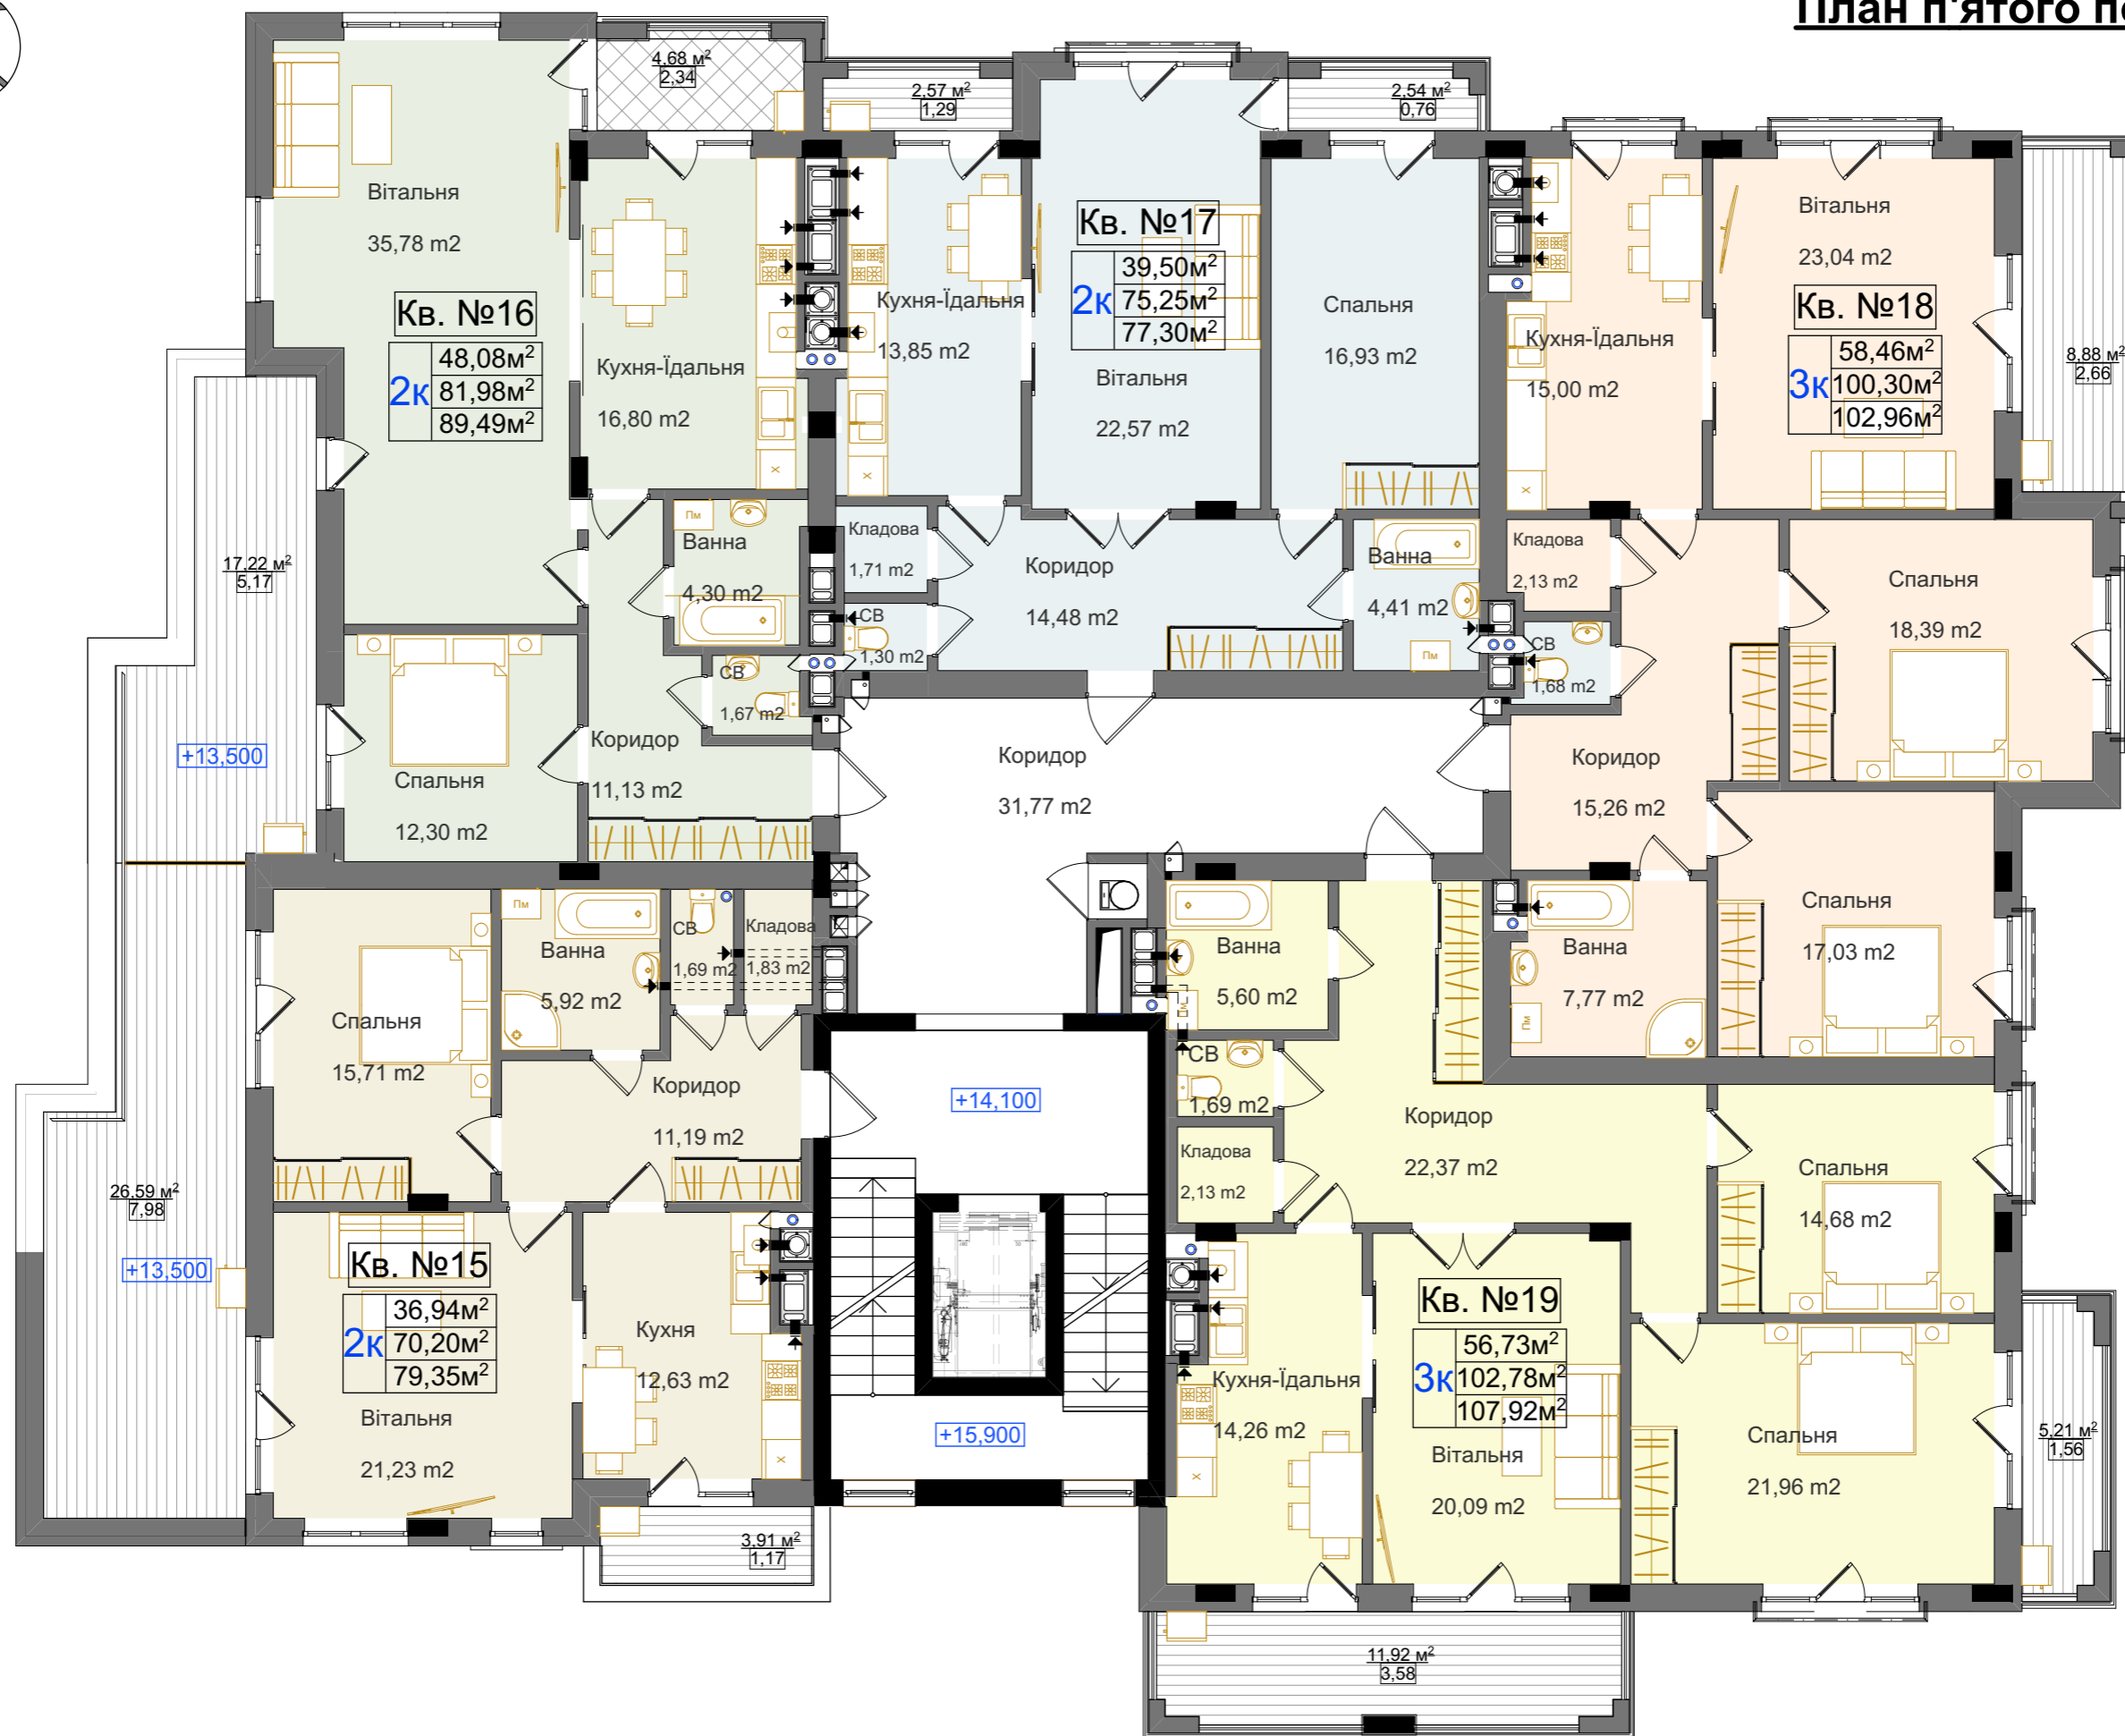 План п'ятого
4,68 м²
2,34
2,57 м²
1,29
2,54 м²
0,76
Вітальня
35,78 m2
Кв. №16
2к
48,08м²
81,98м²
89,49м²
Кухня-Їдальня
16,80 m2
Кухня-Їдальня
13,85 m2
Кв. №17
2к
39,50м²
75,25м²
77,30м²
Вітальня
22,57 m2
Спальня
16,93 m2
Кухня-Їдальня
15,00 m2
Вітальня
23,04 m2
Кв. №18
3к
58,46м²
100,30м²
102,96м²
8,88 м²
2,66
17,22 м²
5,17
+13,500
Пм
Ванна
4,30 m2
СВ
1,67 m2
Кладова
1,71 m2
СВ
1,30 m2
Коридор
14,48 m2
Ванна
4,41 m2
Пм
Кладова
2,13 m2
СВ
1,68 m2
Спальня
18,39 m2
Спальня
12,30 m2
Коридор
11,13 m2
Коридор
31,77 m2
Коридор
15,26 m2
Спальня
15,71 m2
Пм
Ванна
5,92 m2
СВ
1,69 m2
Кладова
1,83 m2
Ванна
5,60 m2
Пм
Ванна
7,77 m2
Пм
Спальня
17,03 m2
Коридор
11,19 m2
+14,100
СВ
1,69 m2
Кладова
2,13 m2
Коридор
22,37 m2
Спальня
14,68 m2
26,59 м²
7,98
+13,500
Кв. №15
2к
36,94м²
70,20м²
79,35м²
Вітальня
21,23 m2
Кухня
12,63 m2
+15,900
Кухня-Їдальня
14,26 m2
Кв. №19
3к
56,73м²
102,78м²
107,92м²
Вітальня
20,09 m2
Спальня
21,96 m2
5,21 м²
1,56
3,91 м²
1,17
11,92 м²
3,58